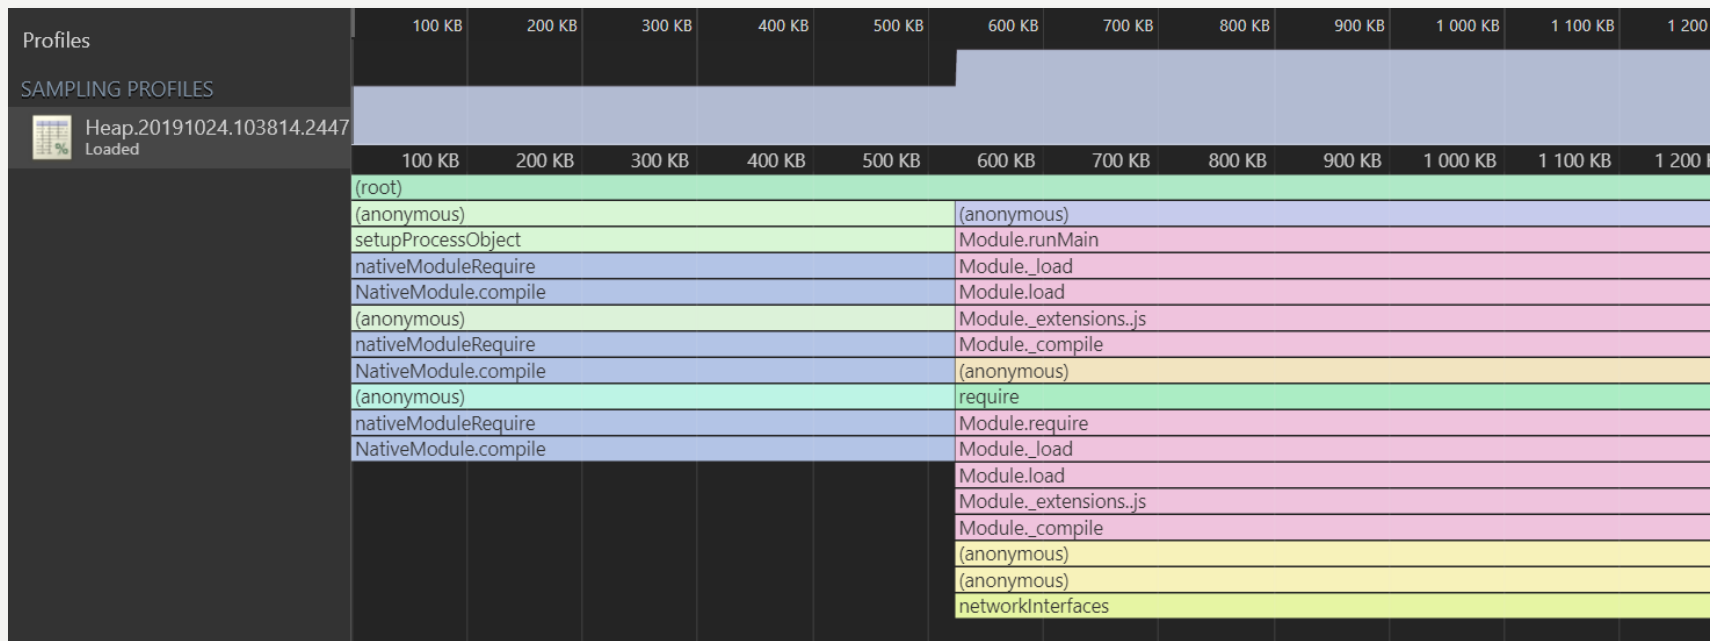 Profiles
SAMPLING PROFILES
Heap.20191024.103814.2447
Loaded
100 KB 200 KB 300 KB 400 KB 500 KB 600 KB 700 KB 800 KB 900 KB 1 000 KB 1 100 KB 1 200
100 KB 200 KB 300 KB 400 KB 500 KB 600 KB 700 KB 800 KB 900 KB 1 000 KB 1 100 KB 1 200
(root)
(anonymous) (anonymous)
setupProcessObject Module.runMain
nativeModuleRequire Module._load
NativeModule.compile Module.load
(anonymous) Module._extensions..js
nativeModuleRequire Module._compile
NativeModule.compile (anonymous)
(anonymous) require
nativeModuleRequire Module.require
NativeModule.compile Module._load
Module.load
Module._extensions..js
Module._compile
(anonymous)
(anonymous)
networkInterfaces